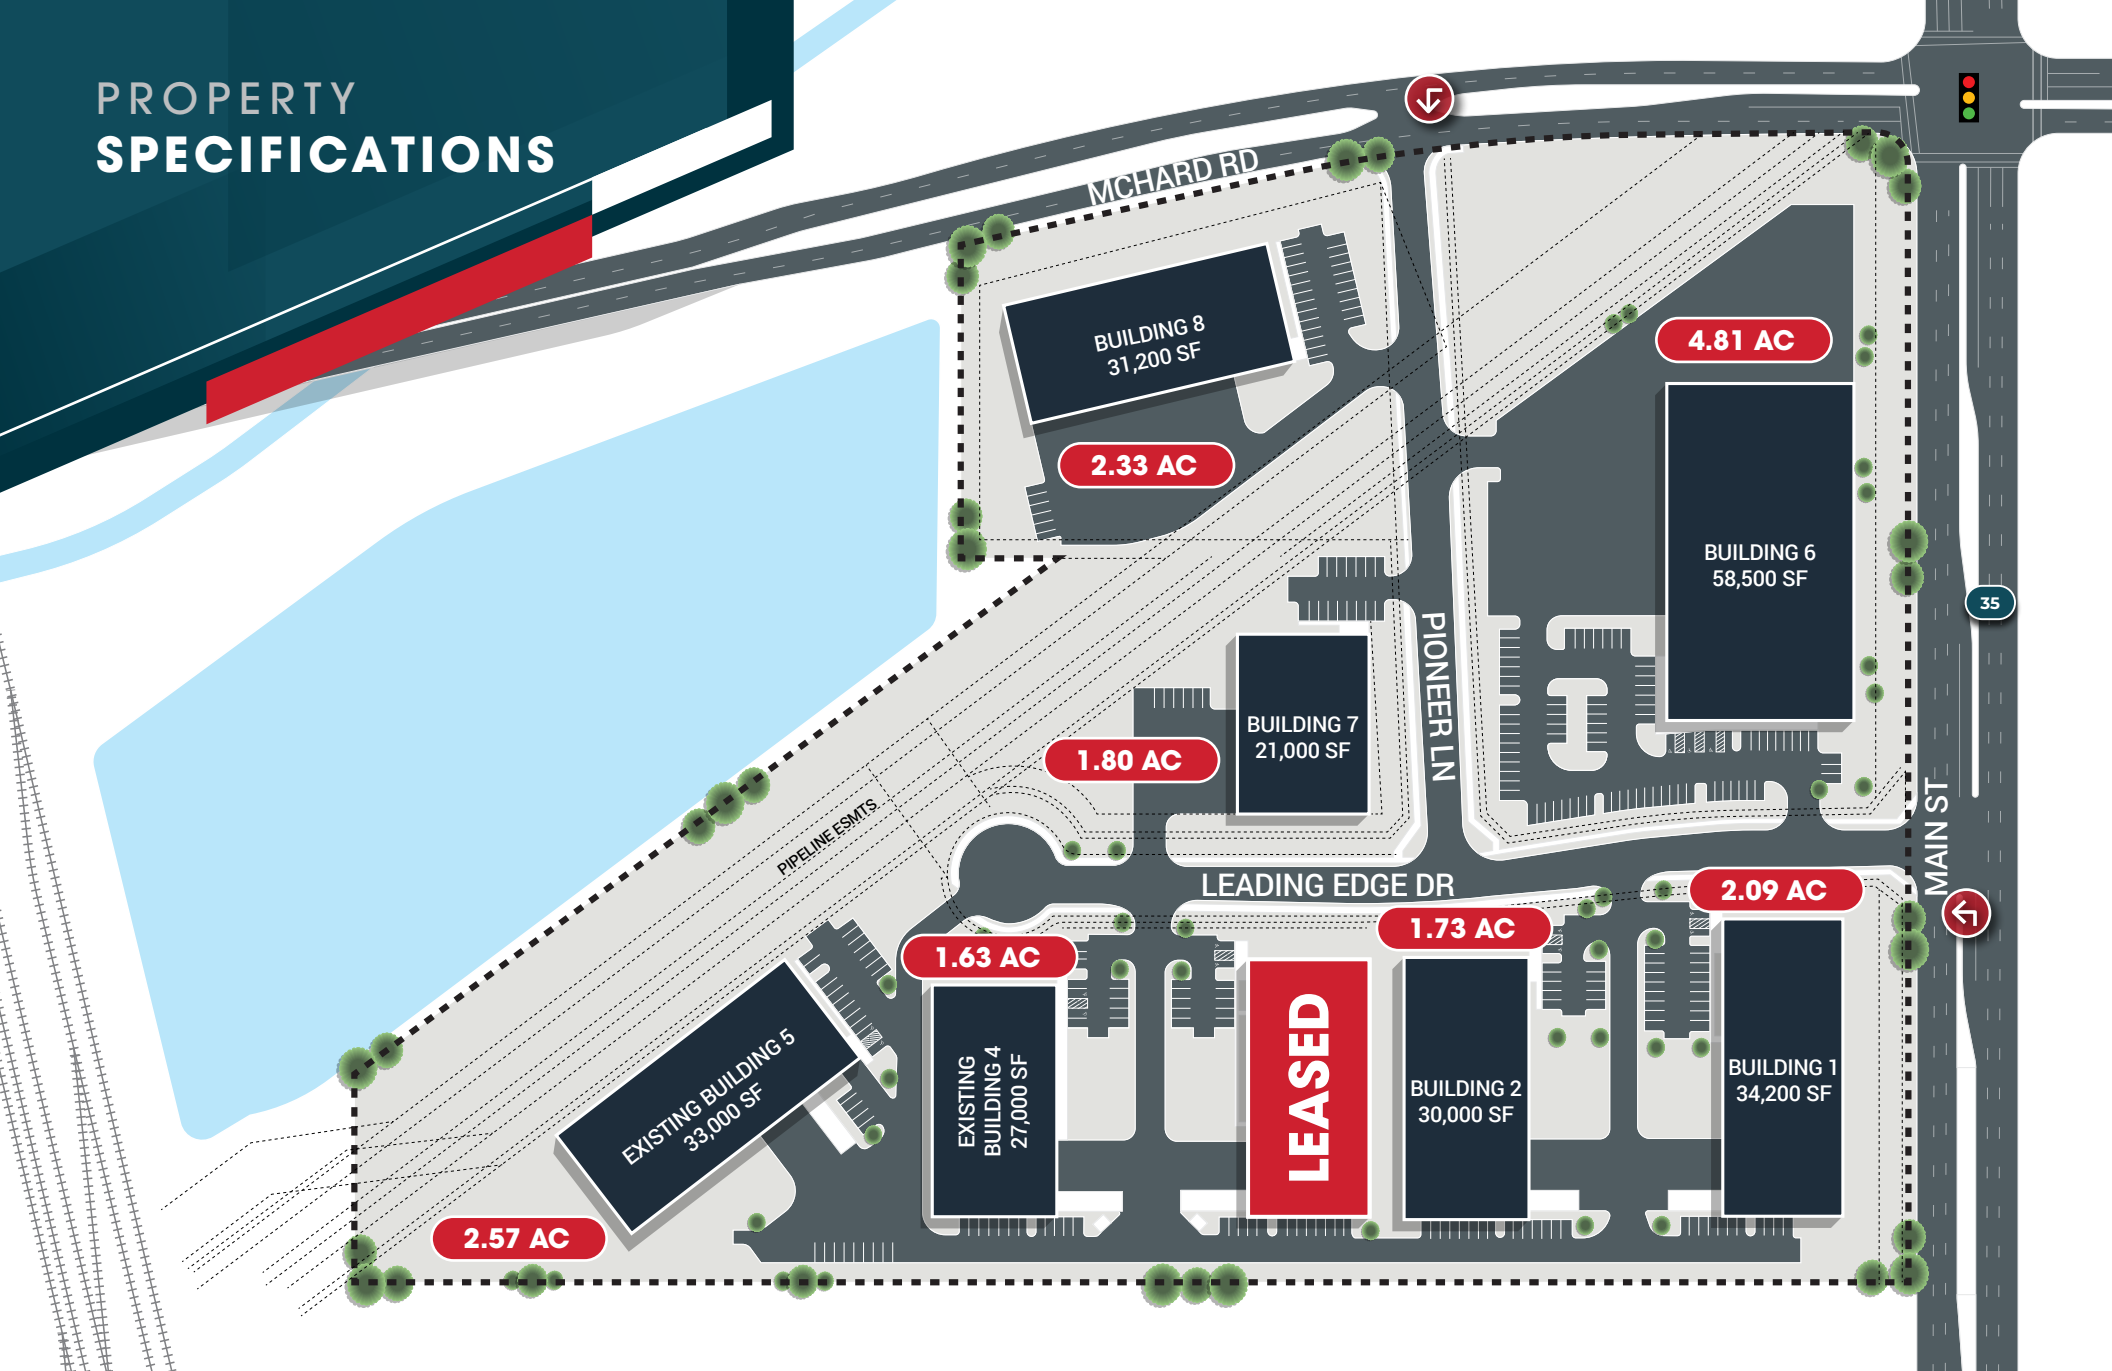 PROPERTY
SPECIFICATIONS
MCHARD RD
BUILDING 8
31,200 SF
2.33 AC
4.81 AC
BUILDING 6
58,500 SF
35
PIONEER LN
BUILDING 7
21,000 SF
1.80 AC
PIPELINE ESMTS
LEADING EDGE DR
MAIN ST
2.09 AC
1.73 AC
1.63 AC
EXISTING BUILDING 5
33,000 SF
EXISTING
BUILDING 4
27,000 SF
LEASED
BUILDING 2
30,000 SF
BUILDING 1
34,200 SF
2.57 AC